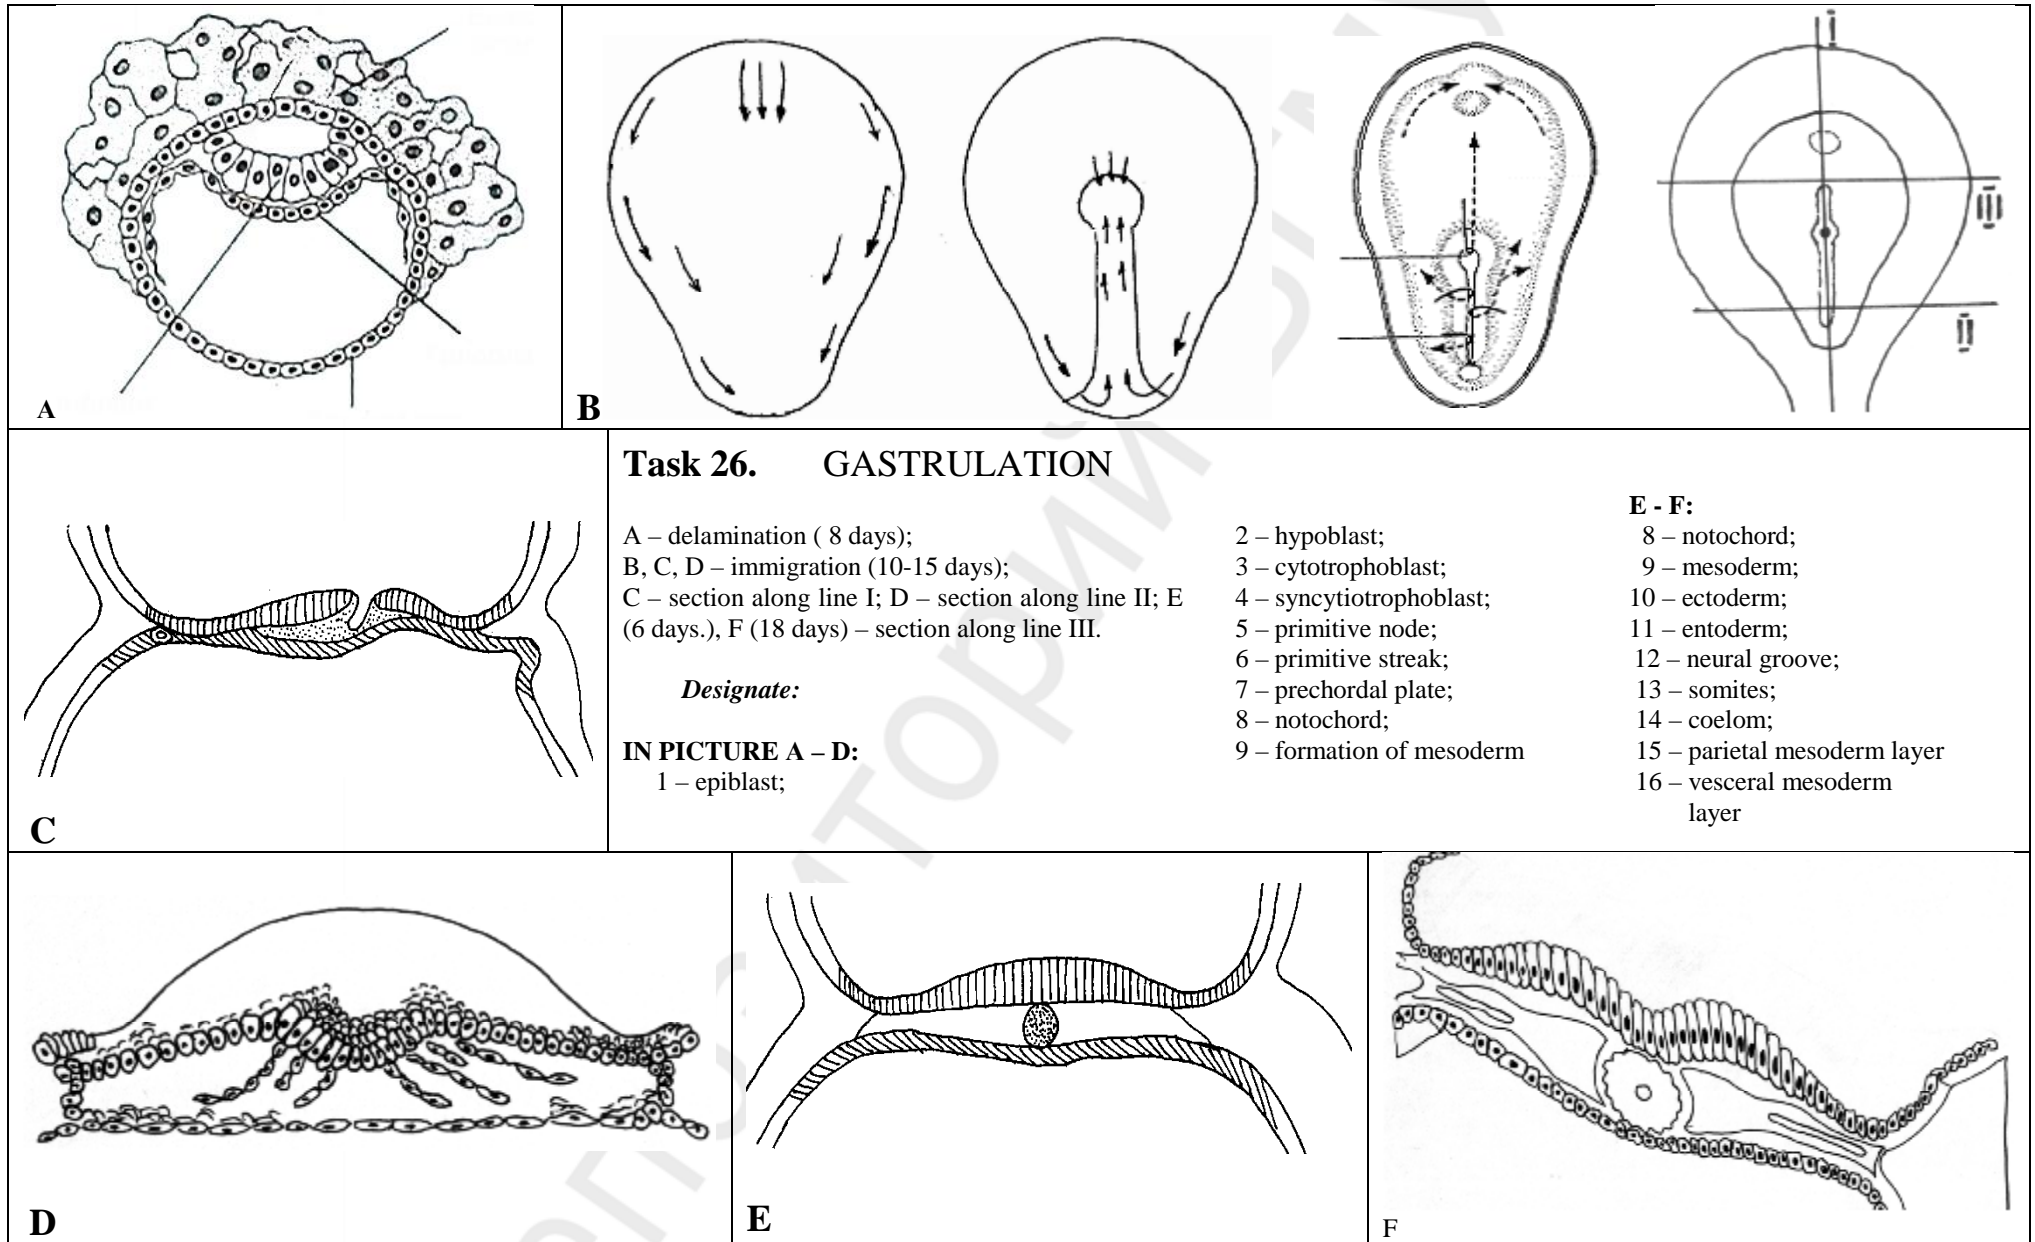 A
B
I
III
II
C
Task 26. GASTRULATION
A – delamination ( 8 days);
B, C, D – immigration (10-15 days);
C – section along line I; D – section along line II; E
(6 days.), F (18 days) – section along line III.
Designate:
IN PICTURE A – D:
1 – epiblast;
2 – hypoblast;
3 – cytotrophoblast;
4 – syncytiotrophoblast;
5 – primitive node;
6 – primitive streak;
7 – prechordal plate;
8 – notochord;
9 – formation of mesoderm
E - F:
8 – notochord;
9 – mesoderm;
10 – ectoderm;
11 – entoderm;
12 – neural groove;
13 – somites;
14 – coelom;
15 – parietal mesoderm layer
16 – vesceral mesoderm
layer
D
E
F